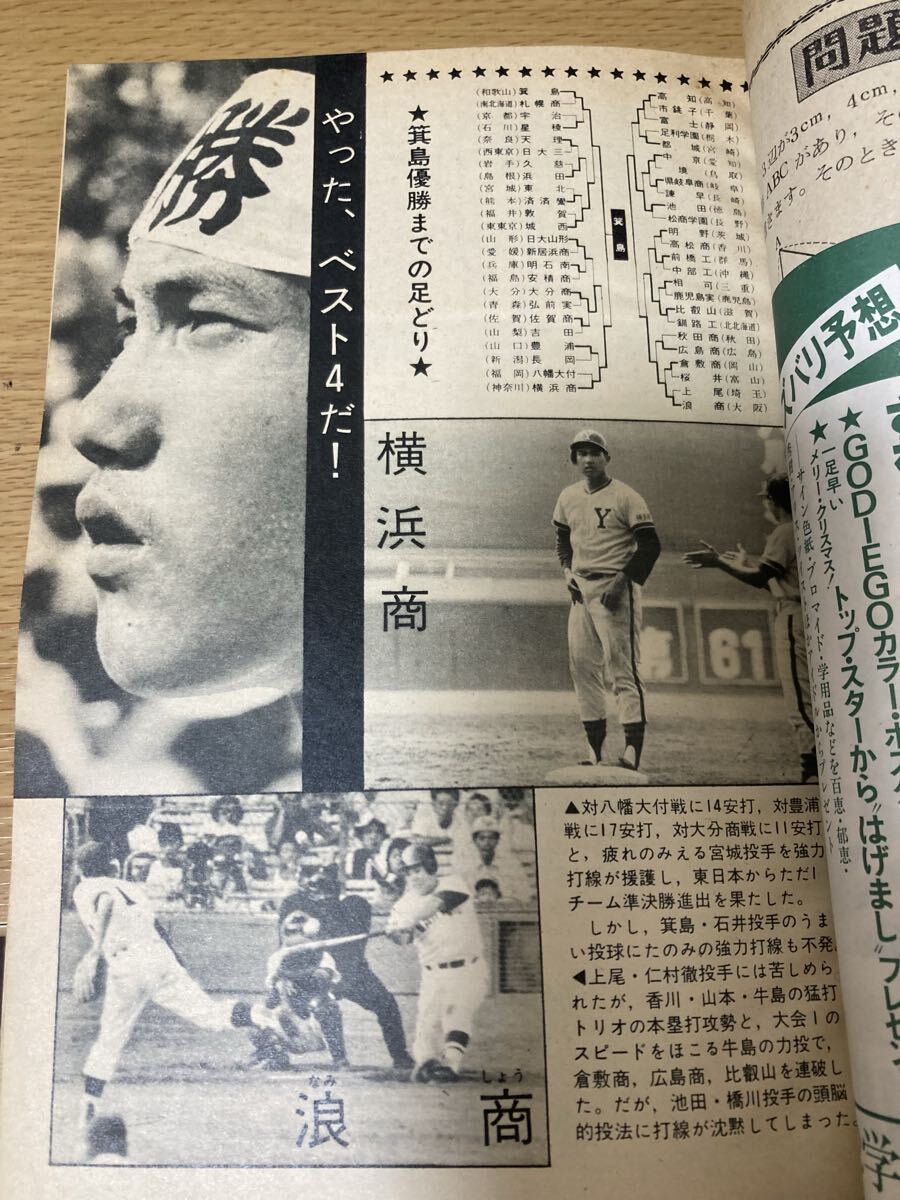 勝
やった、ベスト4だ!
★箕島優勝までの足どり★
(和歌山)箕島
(南北海道)札幌商
(京都)宇治
(石川)星稜
(奈良)天理
(西東京)日大三
(岩手)久慈
(島根)浜田
(宮城)東北
(熊本)済済黌
(福井)敦賀
(東東京)城西
(山形)日大山形
(愛媛)新居浜商
(兵庫)明石南
(福島)安積商
(大分)大分商
(青森)弘前実
(佐賀)佐賀商
(山梨)吉田
(山口)豊浦
(新潟)長岡
(福岡)八幡大付
(神奈川)横浜商
箕島
高知(高知)
市銚子(千葉)
富士(静岡)
足利学園(栃木)
都城(宮崎)
中京(愛知)
境(鳥取)
県岐阜商(岐阜)
諫早(長崎)
池田(徳島)
松商学園(長野)
明野(茨城)
高松商(香川)
前橋工(群馬)
中部工(沖縄)
相可(三重)
鹿児島実(鹿児島)
比叡山(滋賀)
釧路工(北北海道)
秋田商(秋田)
広島商(広島)
倉敷商(岡山)
桜井(富山)
上尾(埼玉)
浪商(大阪)
横浜商
Y
61
▲対八幡大付戦に14安打,対豊浦
戦に17安打,対大分商戦に11安打
と,疲れのみえる宮城投手を強力
打線が援護し,東日本からただ1
チーム準決勝進出を果たした。
しかし,箕島・石井投手のうま
い投球にたのみの強力打線も不発。
◀上尾・仁村徹投手には苦しめら
れたが,香川・山本・牛島の猛打
トリオの本塁打攻勢と,大会1の
スピードをほこる牛島の力投で,
倉敷商,広島商,比叡山を連破し
た。だが,池田・橋川投手の頭脳
的投法に打線が沈黙してしまった。
なみ しょう
浪商
問題
3辺が3cm, 4cm,
ABCがあり,その
きます。そのとき
A
ズバリ予想
★GODIEGOカラー・ポス
★一足早い
メリー・クリスマス!トップ・スターから"はげまし"プレゼン
サイン色紙・ブロマイド・学用品などを百恵・郁恵・
学